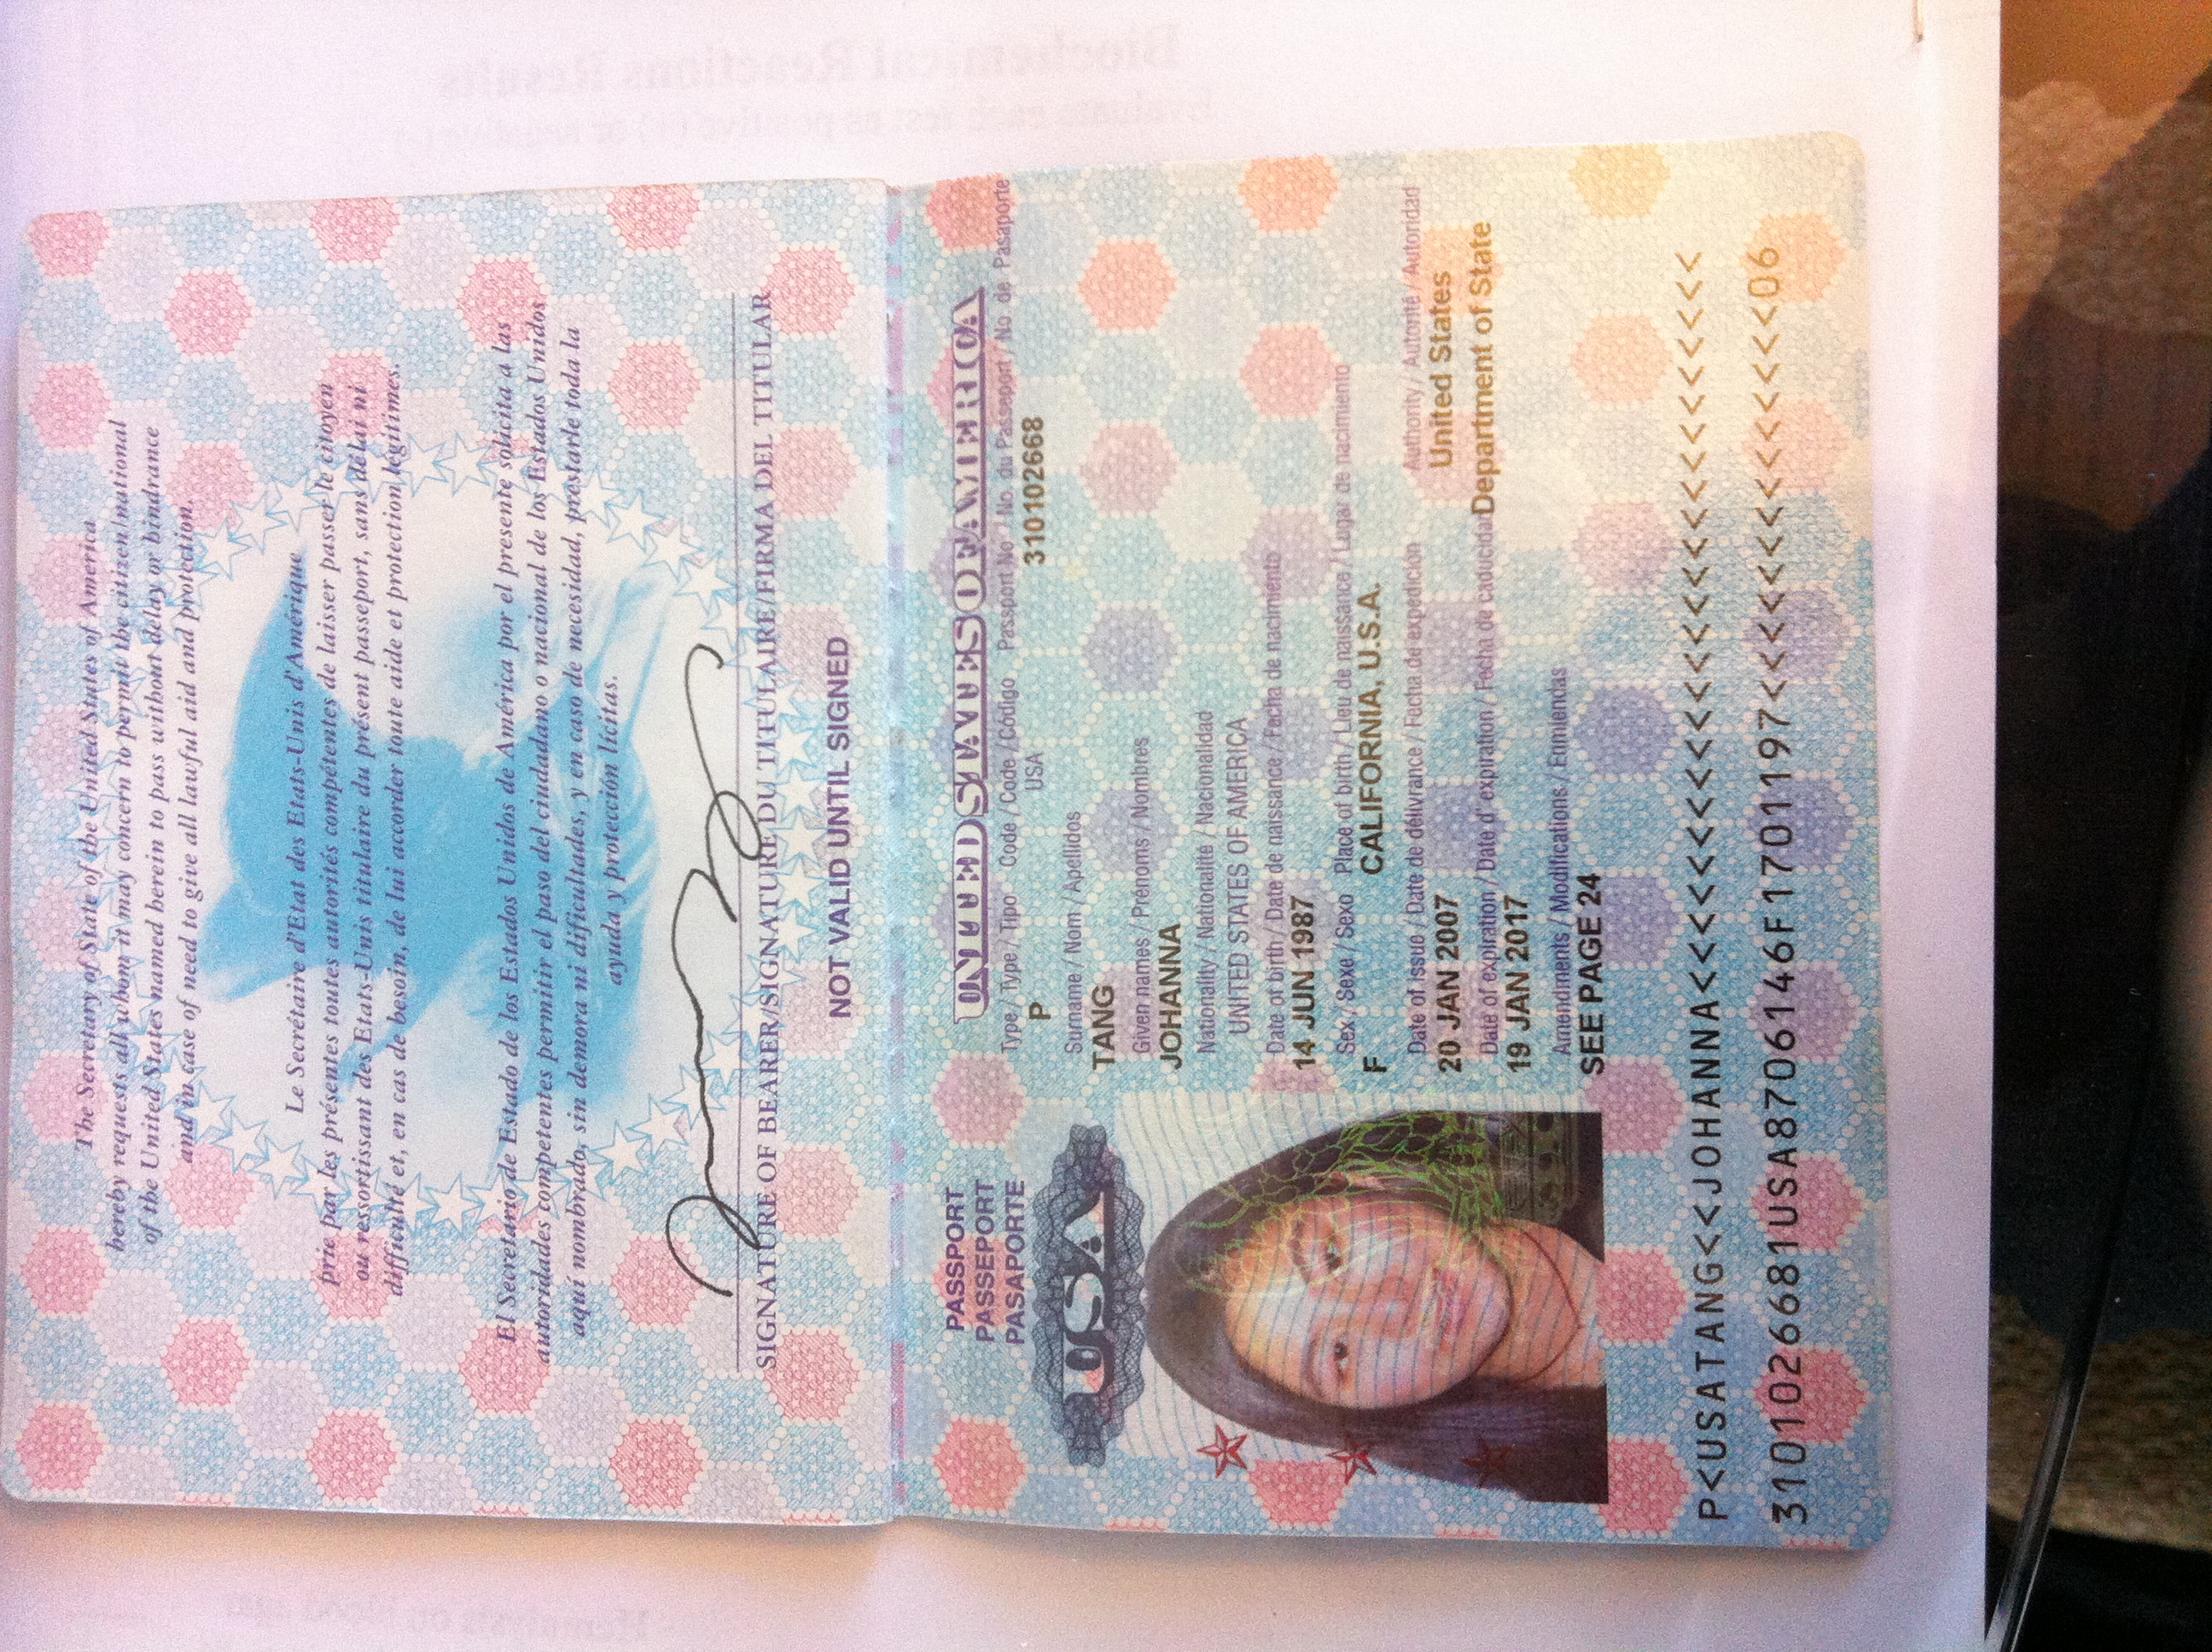 The Secretary of State of the United States of America
hereby requests all whom it may concern to permit the citizen/national
of the United States named herein to pass without delay or hindrance
and in case of need to give all lawful aid and protection.
Le Secrétaire d'Etat des Etats-Unis d'Amérique
prie par les présentes toutes autorités compétentes de laisser passer le citoyen
ou ressortissant des Etats-Unis titulaire du présent passeport, sans délai ni
difficulté et, en cas de besoin, de lui accorder toute aide et protection légitimes.
El Secretario de Estado de los Estados Unidos de América por el presente solicita a las
autoridades competentes permitir el paso del ciudadano o nacional de los Estados Unidos
aquí nombrado, sin demora ni dificultades, y en caso de necesidad, prestarle toda la
ayuda y protección lícitas.
SIGNATURE OF BEARER/SIGNATURE DU TITULAIRE/FIRMA DEL TITULAR
NOT VALID UNTIL SIGNED
PASSPORT
PASSEPORT
PASAPORTE
USA
UNITED STATES OF AMERICA
Type / Type / Tipo Code / Code / Código Passport No / No. du Passeport / No. de Pasaporte
P USA 310102668
Surname / Nom / Apellidos
TANG
Given names / Prénoms / Nombres
JOHANNA
Nationality / Nationalité / Nacionalidad
UNITED STATES OF AMERICA
Date of birth / Date de naissance / Fecha de nacimiento
14 JUN 1987
Sex / Sexe / Sexo Place of birth / Lieu de naissance / Lugar de nacimiento
F CALIFORNIA, U.S.A.
Date of issue / Date de délivrance / Fecha de expedición Authority / Autorité / Autoridad
20 JAN 2007 United States
Date of expiration / Date d' expiration / Fecha de caducidad Department of State
19 JAN 2017
Amendments / Modifications / Enmiendas
SEE PAGE 24
P<USATANG<<JOHANNA<<<<<<<<<<<<<<<<<<<<<<<<<<
3101026681USA8706146F1701197<<<<<<<<<<<<<<06